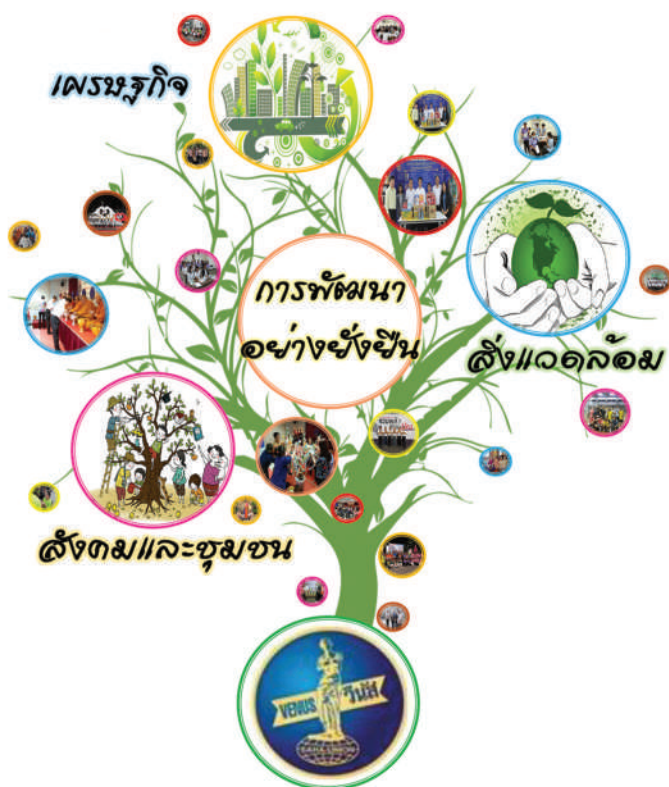 เศรษฐกิจ
การพัฒนา
อย่างยั่งยืน
สิ่งแวดล้อม
สังคมและชุมชน
VENUS วีนัส
SAHA-UNION